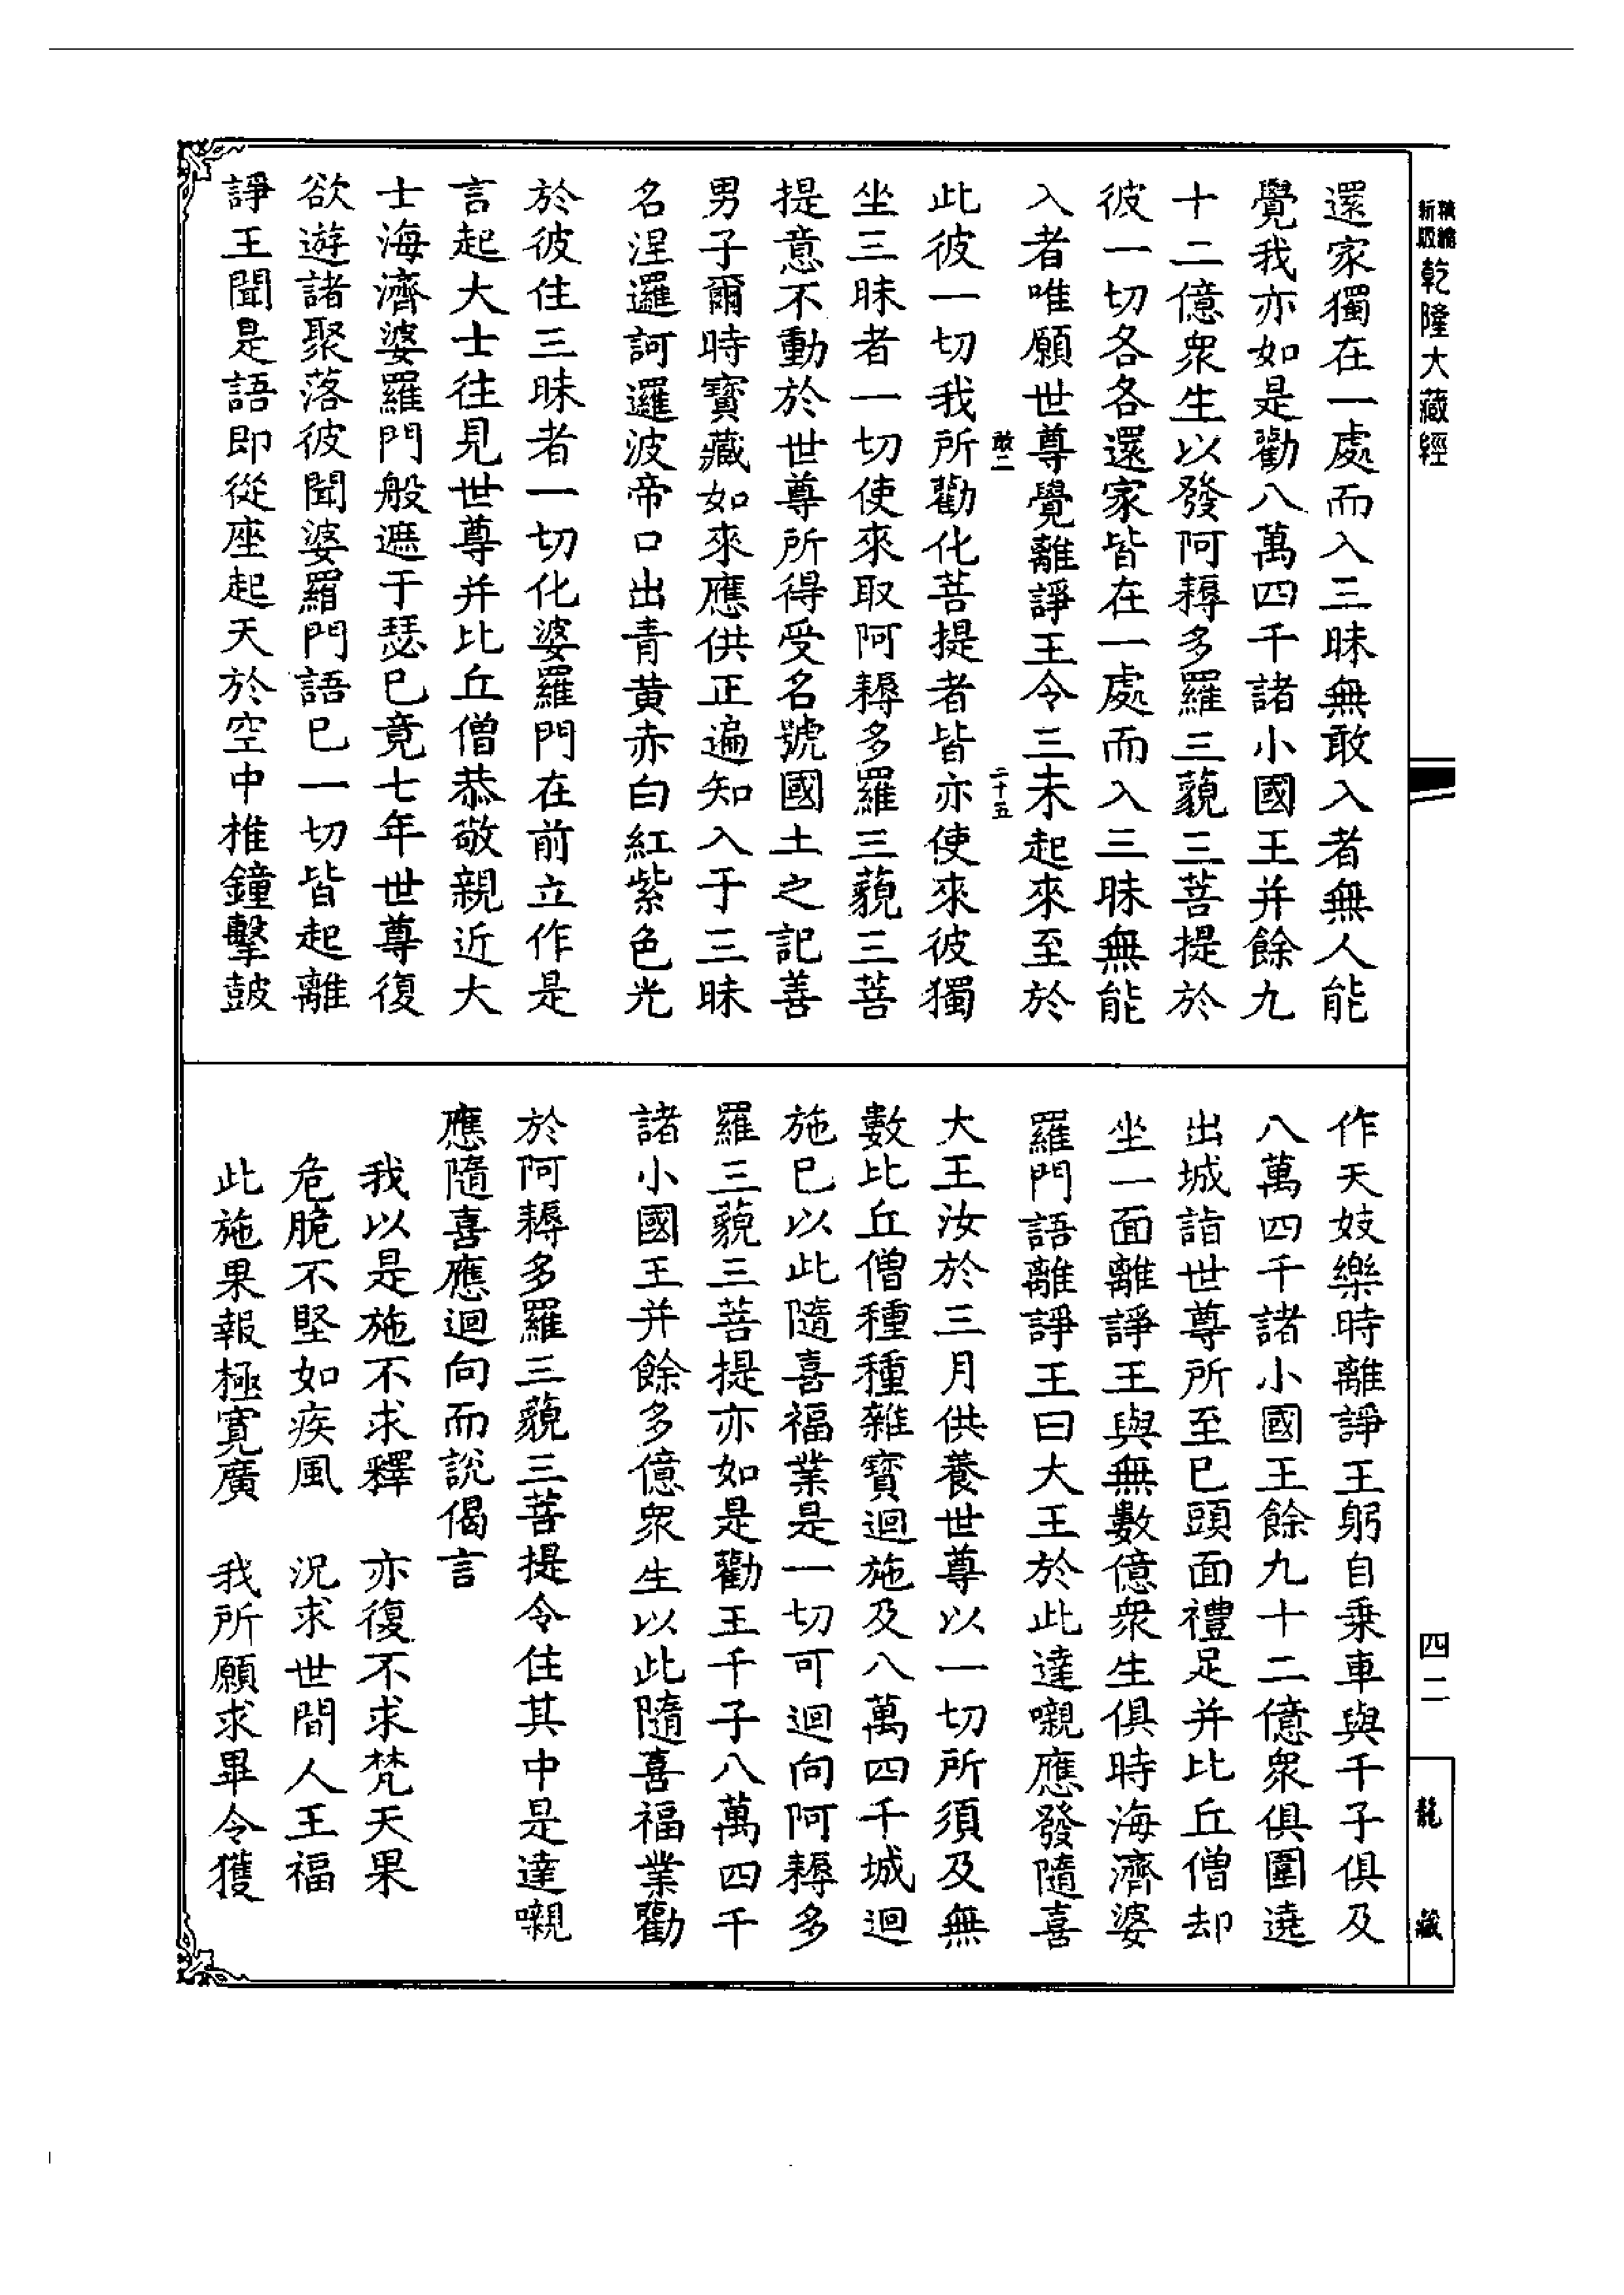 精縮新版乾隆大藏經
還家獨在一處而入三昧無敢入者無人能
覺我亦如是勸八萬四千諸小國王并餘九
十二億衆生以發阿耨多羅三藐三菩提於
彼一切各各還家皆在一處而入三昧無能
入者唯願世尊覺離諍王令三未起來至於
敢二
二十五
此彼一切我所勸化菩提者皆亦使來彼獨
坐三昧者一切使來取阿耨多羅三藐三菩
提意不動於世尊所得受名號國土之記善
男子爾時寶藏如來應供正遍知入于三昧
名涅邏訶邏波帝口出青黄赤白紅紫色光
於彼住三昧者一切化婆羅門在前立作是
言起大士往見世尊并比丘僧恭敬親近大
士海濟婆羅門般遮于瑟已竟七年世尊復
欲遊諸聚落彼聞婆羅門語已一切皆起離
諍王聞是語即從座起天於空中椎鐘擊鼓
作天妓樂時離諍王躬自乗車與千子俱及
八萬四千諸小國王餘九十二億衆俱圍遶
出城詣世尊所至已頭面禮足并比丘僧却
坐一面離諍王與無數億衆生俱時海濟婆
羅門語離諍王曰大王於此達嚫應發隨喜
大王汝於三月供養世尊以一切所須及無
數比丘僧種種雜寶迴施及八萬四千城迴
施已以此隨喜福業是一切可迴向阿耨多
羅三藐三菩提亦如是勸王千子八萬四千
諸小國王并餘多億衆生以此隨喜福業勸
於阿耨多羅三藐三菩提令住其中是達嚫
應隨喜應迴向而說偈言
我以是施不求釋　亦復不求梵天果
危脆不堅如疾風　況求世間人王福
此施果報極寬廣　我所願求畢令獲
四二
龍藏